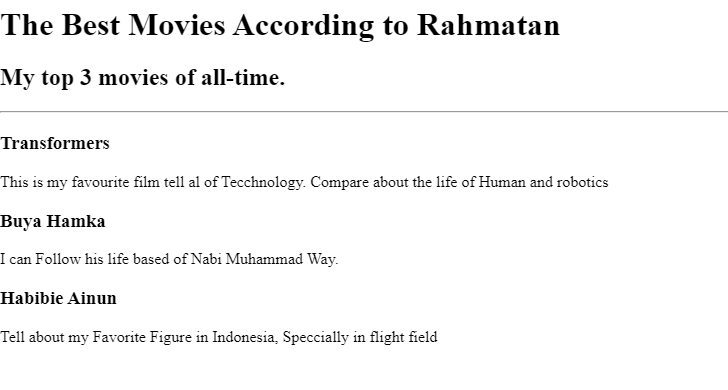 The Best Movies According to Rahmatan
My top 3 movies of all-time.
Transformers
This is my favourite film tell al of Tecchnology. Compare about the life of Human and robotics
Buya Hamka
I can Follow his life based of Nabi Muhammad Way.
Habibie Ainun
Tell about my Favorite Figure in Indonesia, Speccially in flight field